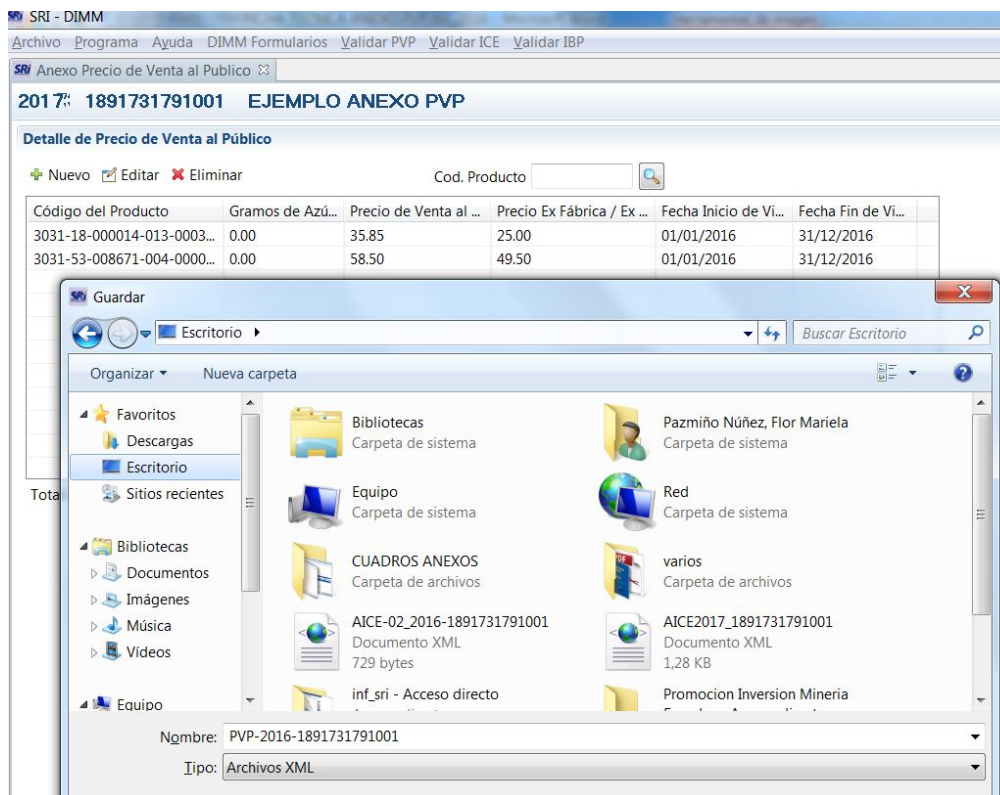 SRi SRI - DIMM
Archivo Programa Ayuda DIMM Formularios Validar PVP Validar ICE Validar IBP
SRi Anexo Precio de Venta al Publico
2017 1891731791001 EJEMPLO ANEXO PVP
Detalle de Precio de Venta al Público
Nuevo Editar Eliminar Cod. Producto
Código del Producto Gramos de Azú... Precio de Venta al ... Precio Ex Fábrica / Ex ... Fecha Inicio de Vi... Fecha Fin de Vi...
3031-18-000014-013-0003... 0.00 35.85 25.00 01/01/2016 31/12/2016
3031-53-008671-004-0000... 0.00 58.50 49.50 01/01/2016 31/12/2016
SRi Guardar
Escritorio Buscar Escritorio
Organizar Nueva carpeta
Favoritos
Descargas
Escritorio
Sitios recientes
Bibliotecas
Documentos
Imágenes
Música
Vídeos
Equipo
Tota
Bibliotecas
Carpeta de sistema
Pazmiño Núñez, Flor Mariela
Carpeta de sistema
Equipo
Carpeta de sistema
Red
Carpeta de sistema
CUADROS ANEXOS
Carpeta de archivos
varios
Carpeta de archivos
AICE-02_2016-1891731791001
Documento XML
729 bytes
AICE2017_1891731791001
Documento XML
1,28 KB
inf_sri - Acceso directo
Promocion Inversion Mineria
Nombre: PVP-2016-1891731791001
Tipo: Archivos XML